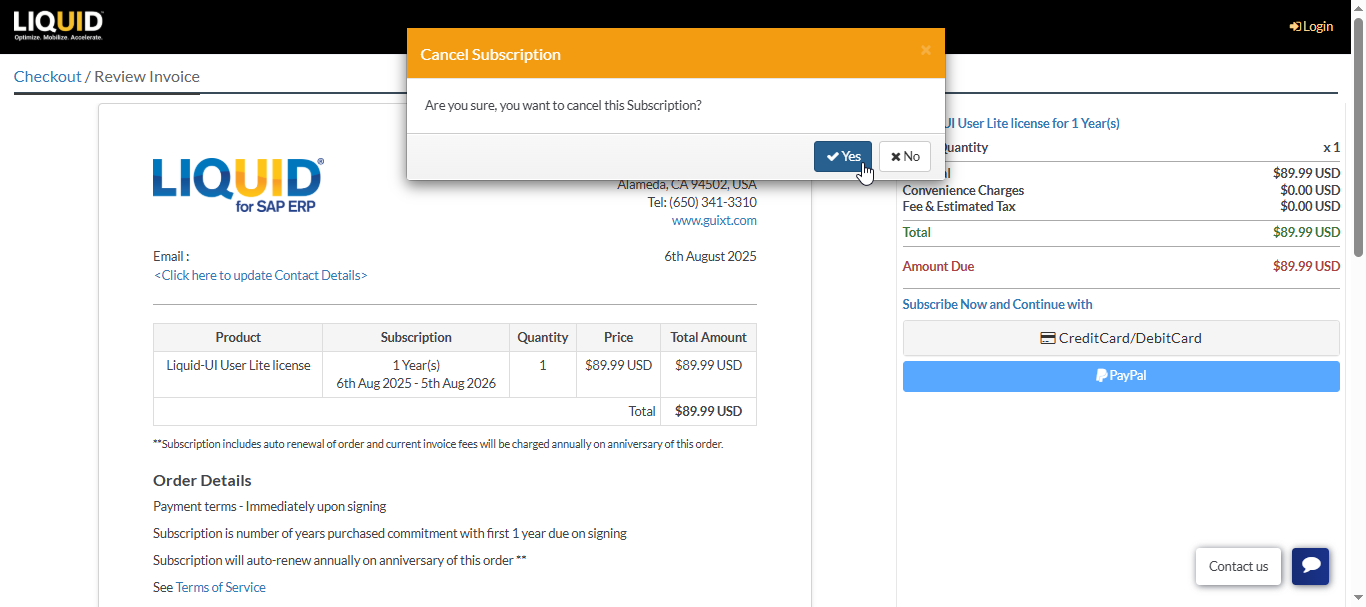 LIQUID
Optimize. Mobilize. Accelerate.
Login
Checkout / Review Invoice
Cancel Subscription
×
Are you sure, you want to cancel this Subscription?
Yes
No
LIQUID®
for SAP ERP
Alameda, CA 94502, USA
Tel: (650) 341-3310
www.guixt.com
Email :
6th August 2025
<Click here to update Contact Details>
Product Subscription Quantity Price Total Amount
Liquid-UI User Lite license 1 Year(s) 1 $89.99 USD $89.99 USD
6th Aug 2025 - 5th Aug 2026
Total $89.99 USD
**Subscription includes auto renewal of order and current invoice fees will be charged annually on anniversary of this order.
Order Details
Payment terms - Immediately upon signing
Subscription is number of years purchased commitment with first 1 year due on signing
Subscription will auto-renew annually on anniversary of this order **
See Terms of Service
UI User Lite license for 1 Year(s)
Quantity x 1
$89.99 USD
Convenience Charges $0.00 USD
Fee & Estimated Tax $0.00 USD
Total $89.99 USD
Amount Due $89.99 USD
Subscribe Now and Continue with
CreditCard/DebitCard
PayPal
Contact us